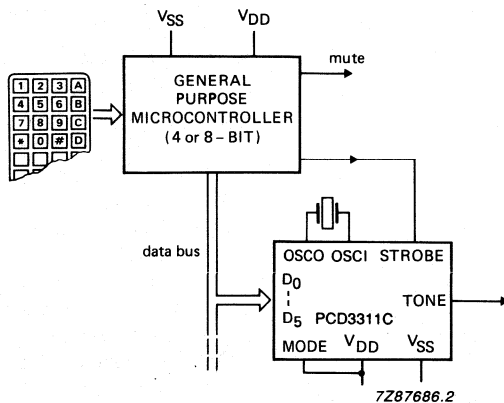 VSS VDD
mute
1 2 3 A
4 5 6 B
7 8 9 C
* 0 # D
GENERAL
PURPOSE
MICROCONTROLLER
(4 or 8-BIT)
data bus
OSCO OSCI STROBE
D0
D5 PCD3311C
TONE
MODE VDD VSS
7Z87686.2